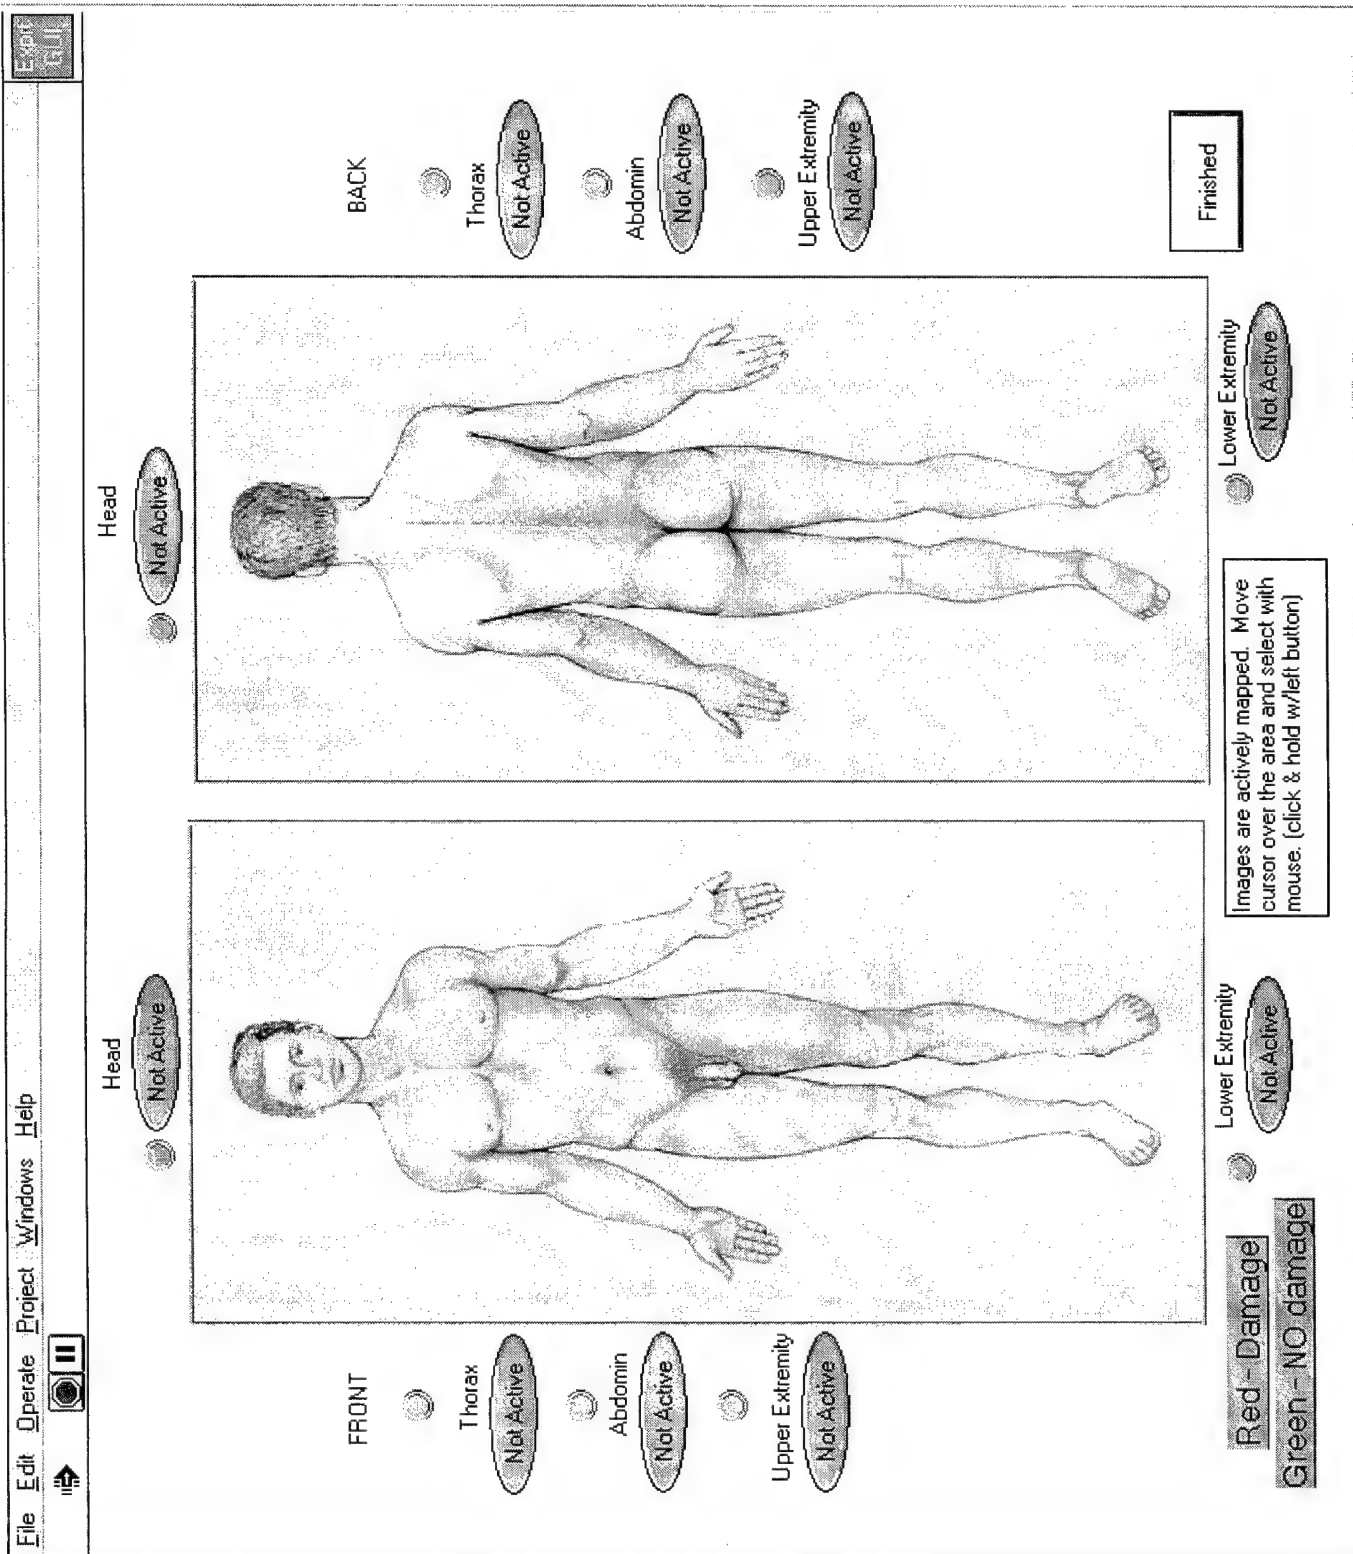 File Edit Operate Project Windows Help
Exprt
GUI
Head
Not Active
Head
Not Active
FRONT
Thorax
Not Active
Abdomin
Not Active
Upper Extremity
Not Active
BACK
Thorax
Not Active
Abdomin
Not Active
Upper Extremity
Not Active
Lower Extremity
Not Active
Lower Extremity
Not Active
Red - Damage
Green - NO damage
Images are actively mapped. Move
cursor over the area and select with
mouse. (click & hold w/left button)
Finished